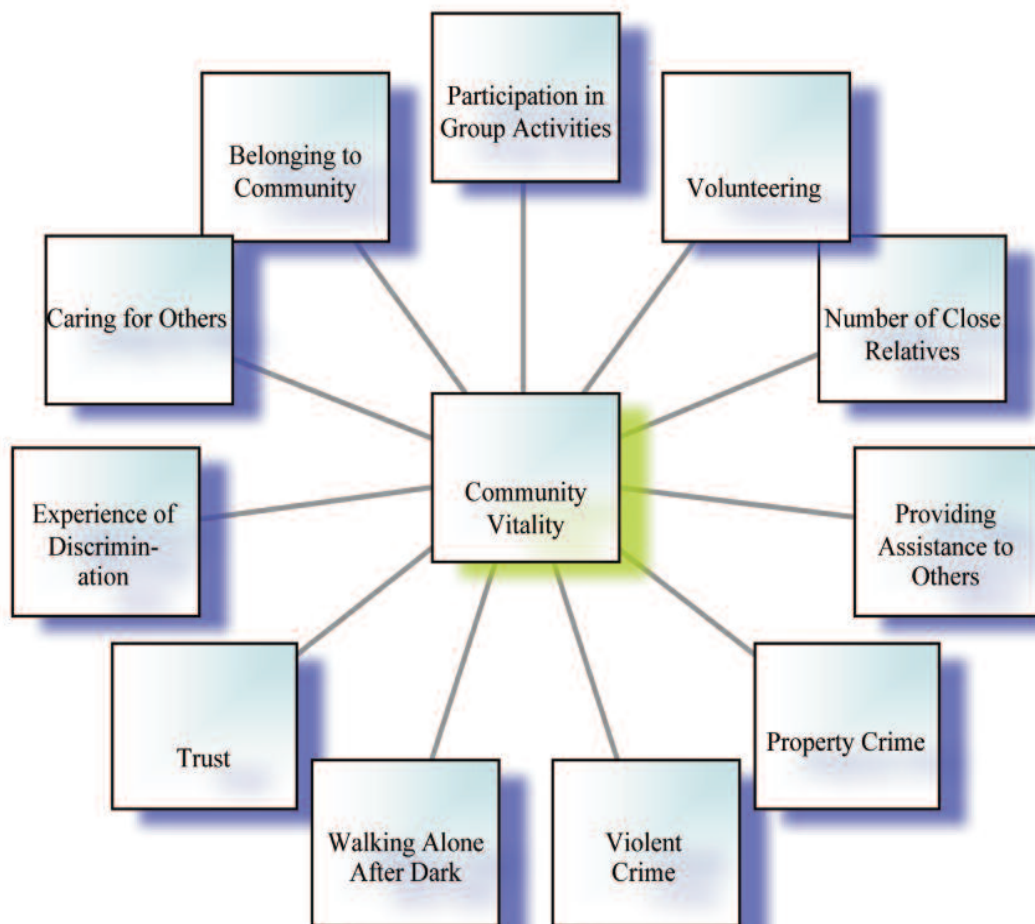 Participation in
Group Activities
Belonging to
Community
Volunteering
Caring for Others
Number of Close
Relatives
Community
Vitality
Experience of
Discrimin-
ation
Providing
Assistance to
Others
Trust
Property Crime
Walking Alone
After Dark
Violent
Crime